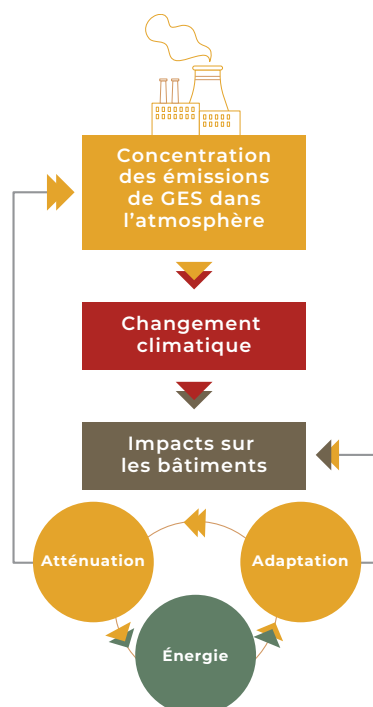 Concentration
des émissions
de GES dans
l'atmosphère
Changement
climatique
Impacts sur
les bâtiments
Atténuation
Adaptation
Énergie